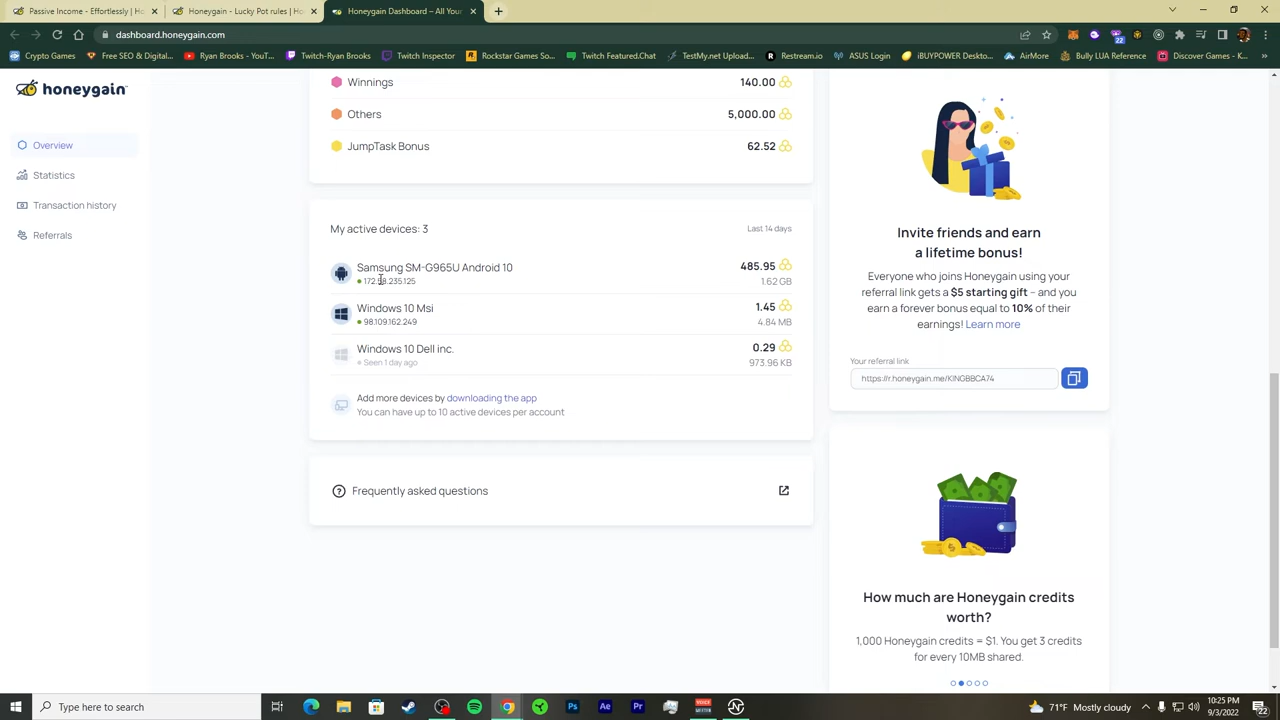 Passive Income - Effortlessly | Ho
Honeygain - Lucky Pot rules | Hon
Honeygain Dashboard - All Your
dashboard.honeygain.com
Crypto Games
Free SEO & Digital...
Ryan Brooks - YouT...
Twitch-Ryan Brooks
Twitch Inspector
Rockstar Games So...
Twitch Featured.Chat
TestMy.net Upload...
Restream.io
ASUS Login
iBUYPOWER Deskto...
AirMore
Bully LUA Reference
Discover Games - I...
honeygain
Overview
Statistics
Transaction history
Referrals
Winnings 140.00
Others 5,000.00
JumpTask Bonus 62.52
My active devices: 3 Last 14 days
Samsung SM-G965U Android 10 485.95
1.62 GB
Windows 10 Msi 1.45
98.109.162.249 4.84 MB
Windows 10 Dell inc. 0.29
Seen 1 day ago 973.96 KB
Add more devices by downloading the app
You can have up to 10 active devices per account
Frequently asked questions
Invite friends and earn
a lifetime bonus!
Everyone who joins Honeygain using your
referral link gets a $5 starting gift – and you
earn a forever bonus equal to 10% of their
earnings! Learn more
Your referral link
https://r.honeygain.me/KINGBBCA74
How much are Honeygain credits
worth?
1,000 Honeygain credits = $1. You get 3 credits
for every 10MB shared.
Type here to search
71°F Mostly cloudy
10:25 PM
9/3/2022